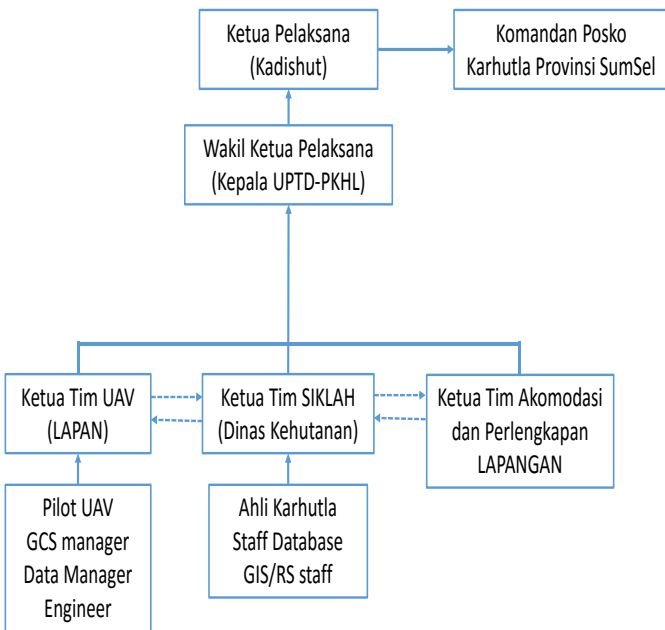 Ketua Pelaksana
(Kadishut)
Komandan Posko
Karhutla Provinsi SumSel
Wakil Ketua Pelaksana
(Kepala UPTD-PKHL)
Ketua Tim UAV
(LAPAN)
Ketua Tim SIKLAH
(Dinas Kehutanan)
Ketua Tim Akomodasi
dan Perlengkapan
LAPANGAN
Pilot UAV
GCS manager
Data Manager
Engineer
Ahli Karhutla
Staff Database
GIS/RS staff